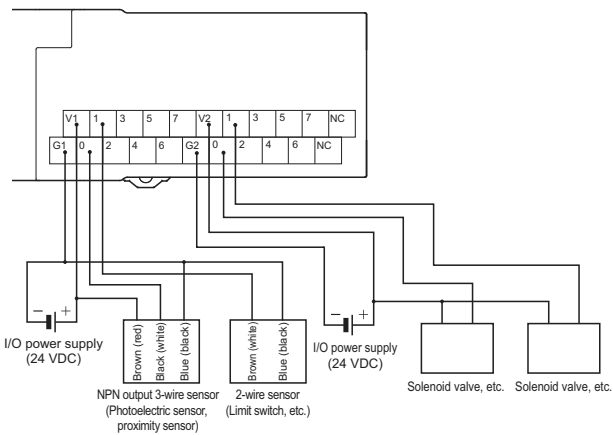 V1 1 3 5 7 V2 1 3 5 7 NC
G1 0 2 4 6 G2 0 2 4 6 NC
− +
I/O power supply
(24 VDC)
Brown (red)
Black (white)
Blue (black)
NPN output 3-wire sensor
(Photoelectric sensor,
proximity sensor)
Brown (white)
Blue (black)
2-wire sensor
(Limit switch, etc.)
− +
I/O power supply
(24 VDC)
Solenoid valve, etc.
Solenoid valve, etc.